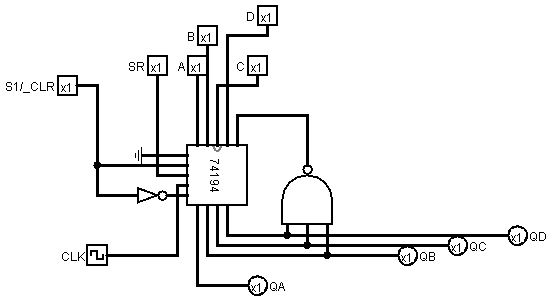 D x1
B x1
SR x1 A x1 C x1
S1/_CLR x1
74194
x1 QD
x1 QC
CLK x1 QB
x1 QA